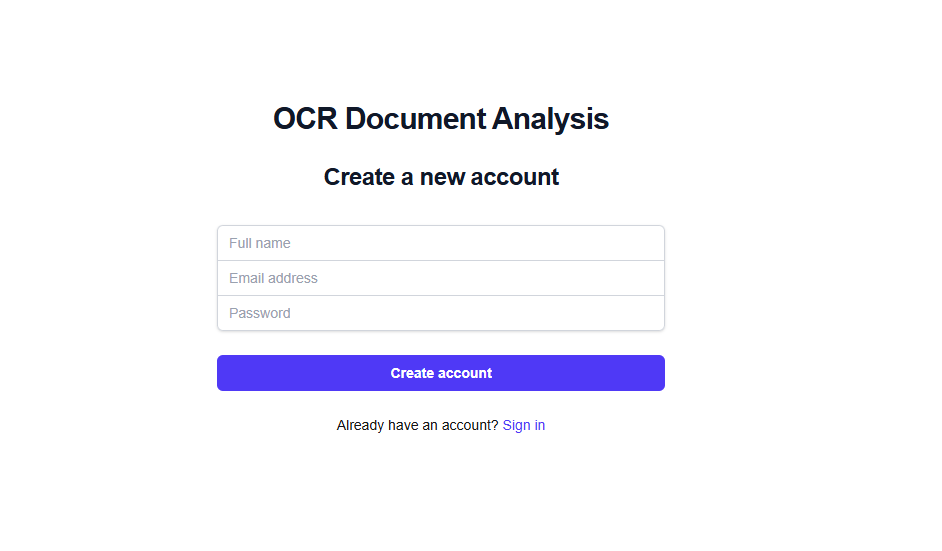 OCR Document Analysis
Create a new account
Full name
Email address
Password
Create account
Already have an account? Sign in